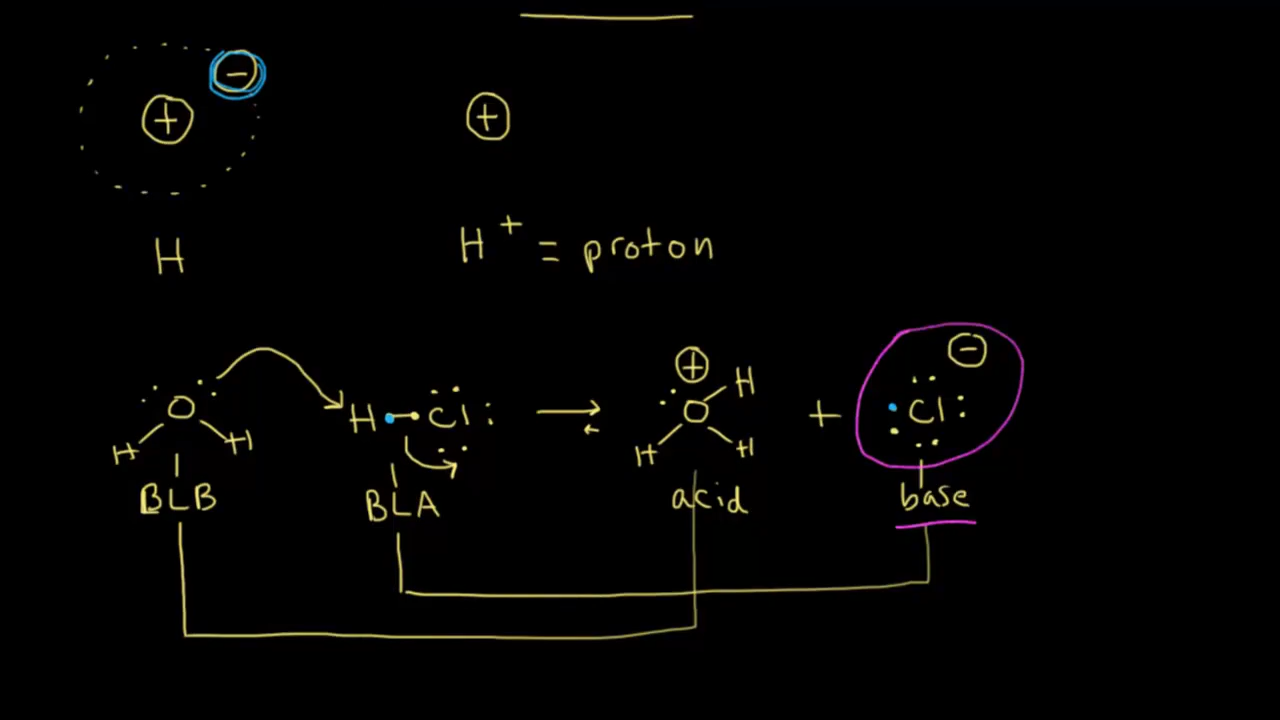 + − +
H
H⁺ = proton
H O H H−Cl → H O H H + + Cl −
BLB BLA acid base